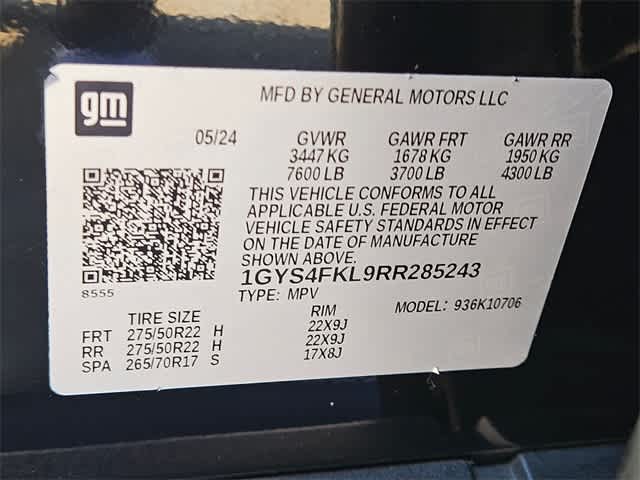 gm
MFD BY GENERAL MOTORS LLC
05/24 GVWR GAWR FRT GAWR RR
3447 KG 1678 KG 1950 KG
7600 LB 3700 LB 4300 LB
THIS VEHICLE CONFORMS TO ALL
APPLICABLE U.S. FEDERAL MOTOR
VEHICLE SAFETY STANDARDS IN EFFECT
ON THE DATE OF MANUFACTURE
SHOWN ABOVE.
1GYS4FKL9RR285243
8555
TYPE: MPV MODEL: 936K10706
TIRE SIZE RIM
FRT 275/50R22 H 22X9J
RR 275/50R22 H 22X9J
SPA 265/70R17 S 17X8J